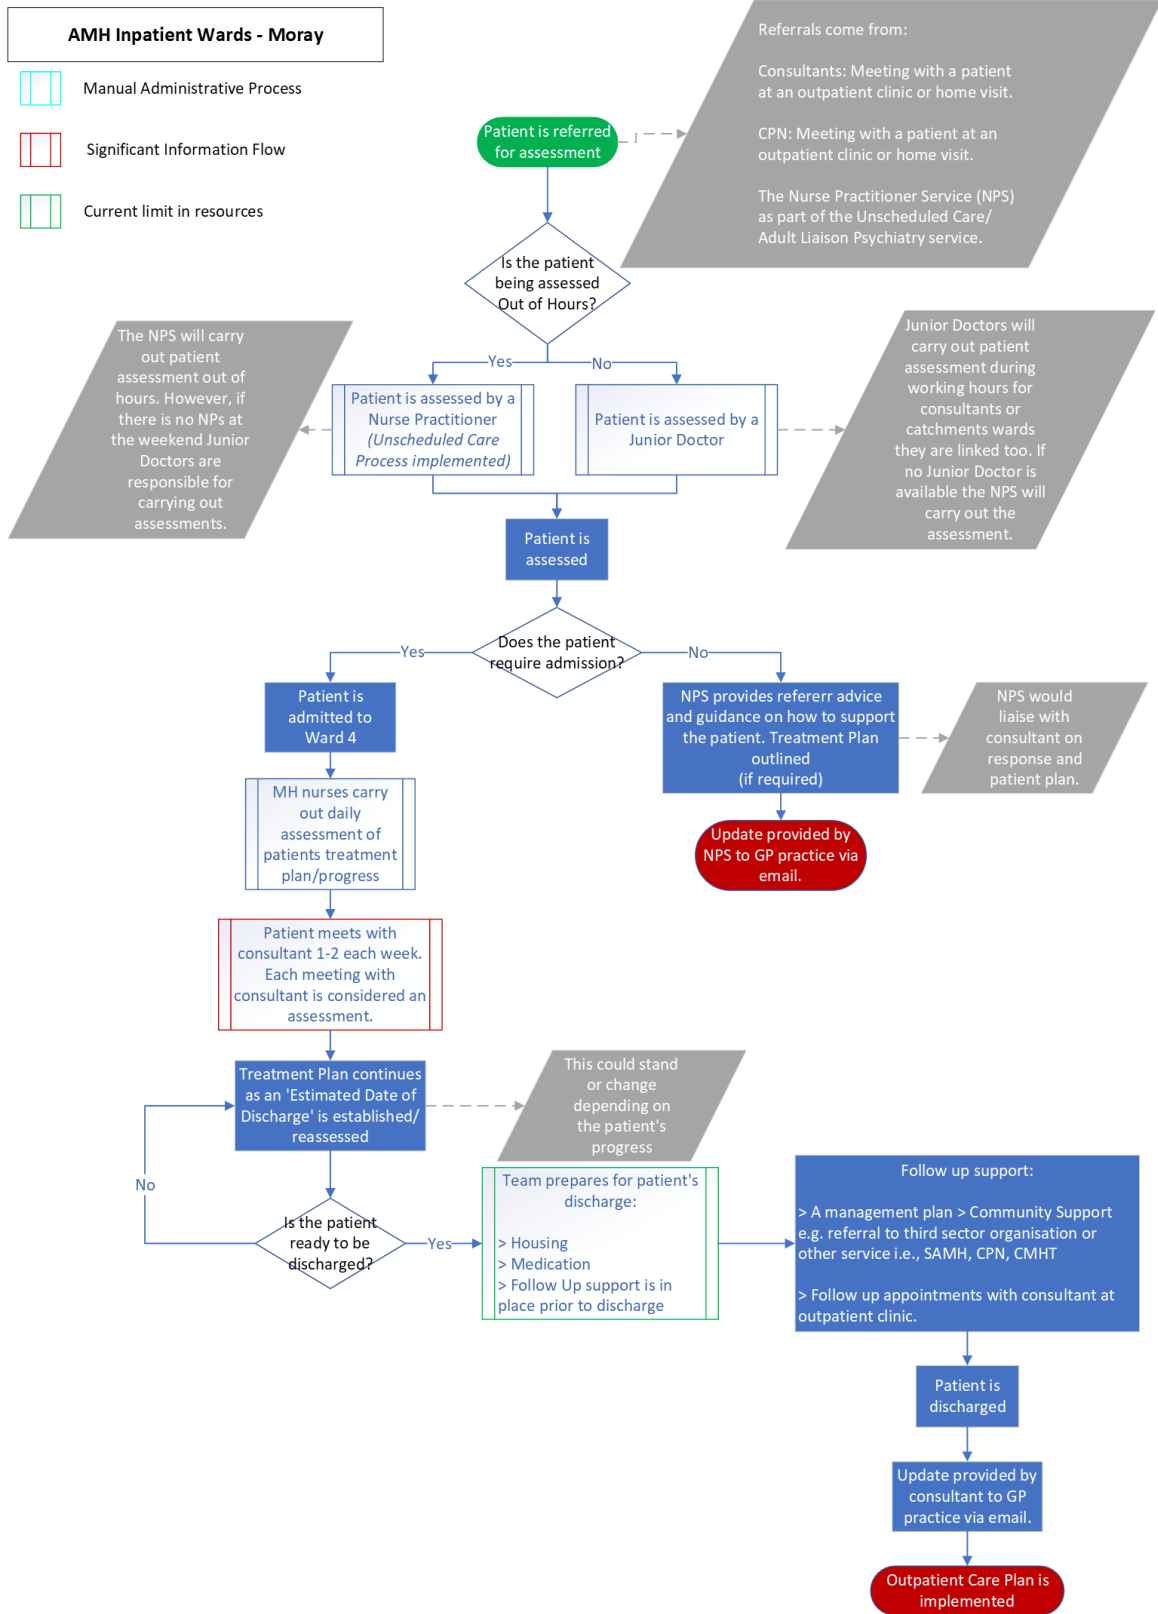 AMH Inpatient Wards - Moray
Manual Administrative Process
Significant Information Flow
Current limit in resources
Referrals come from:
Consultants: Meeting with a patient
at an outpatient clinic or home visit.
CPN: Meeting with a patient at an
outpatient clinic or home visit.
The Nurse Practitioner Service (NPS)
as part of the Unscheduled Care/
Adult Liaison Psychiatry service.
Patient is referred
for assessment
Is the patient
being assessed
Out of Hours?
Yes
No
The NPS will carry
out patient
assessment out of
hours. However, if
there is no NPs at
the weekend Junior
Doctors are
responsible for
carrying out
assessments.
Patient is assessed by a
Nurse Practitioner
(Unscheduled Care
Process implemented)
Patient is assessed by a
Junior Doctor
Junior Doctors will
carry out patient
assessment during
working hours for
consultants or
catchments wards
they are linked too. If
no Junior Doctor is
available the NPS will
carry out the
assessment.
Patient is
assessed
Does the patient
require admission?
Yes
No
Patient is
admitted to
Ward 4
NPS provides refererr advice
and guidance on how to support
the patient. Treatment Plan
outlined
(if required)
NPS would
liaise with
consultant on
response and
patient plan.
Update provided by
NPS to GP practice via
email.
MH nurses carry
out daily
assessment of
patients treatment
plan/progress
Patient meets with
consultant 1-2 each week.
Each meeting with
consultant is considered an
assessment.
Treatment Plan continues
as an 'Estimated Date of
Discharge' is established/
reassessed
This could stand
or change
depending on
the patient's
progress
No
Is the patient
ready to be
discharged?
Yes
Team prepares for patient's
discharge:
> Housing
> Medication
> Follow Up support is in
place prior to discharge
Follow up support:
> A management plan > Community Support
e.g. referral to third sector organisation or
other service i.e., SAMH, CPN, CMHT
> Follow up appointments with consultant at
outpatient clinic.
Patient is
discharged
Update provided by
consultant to GP
practice via email.
Outpatient Care Plan is
implemented